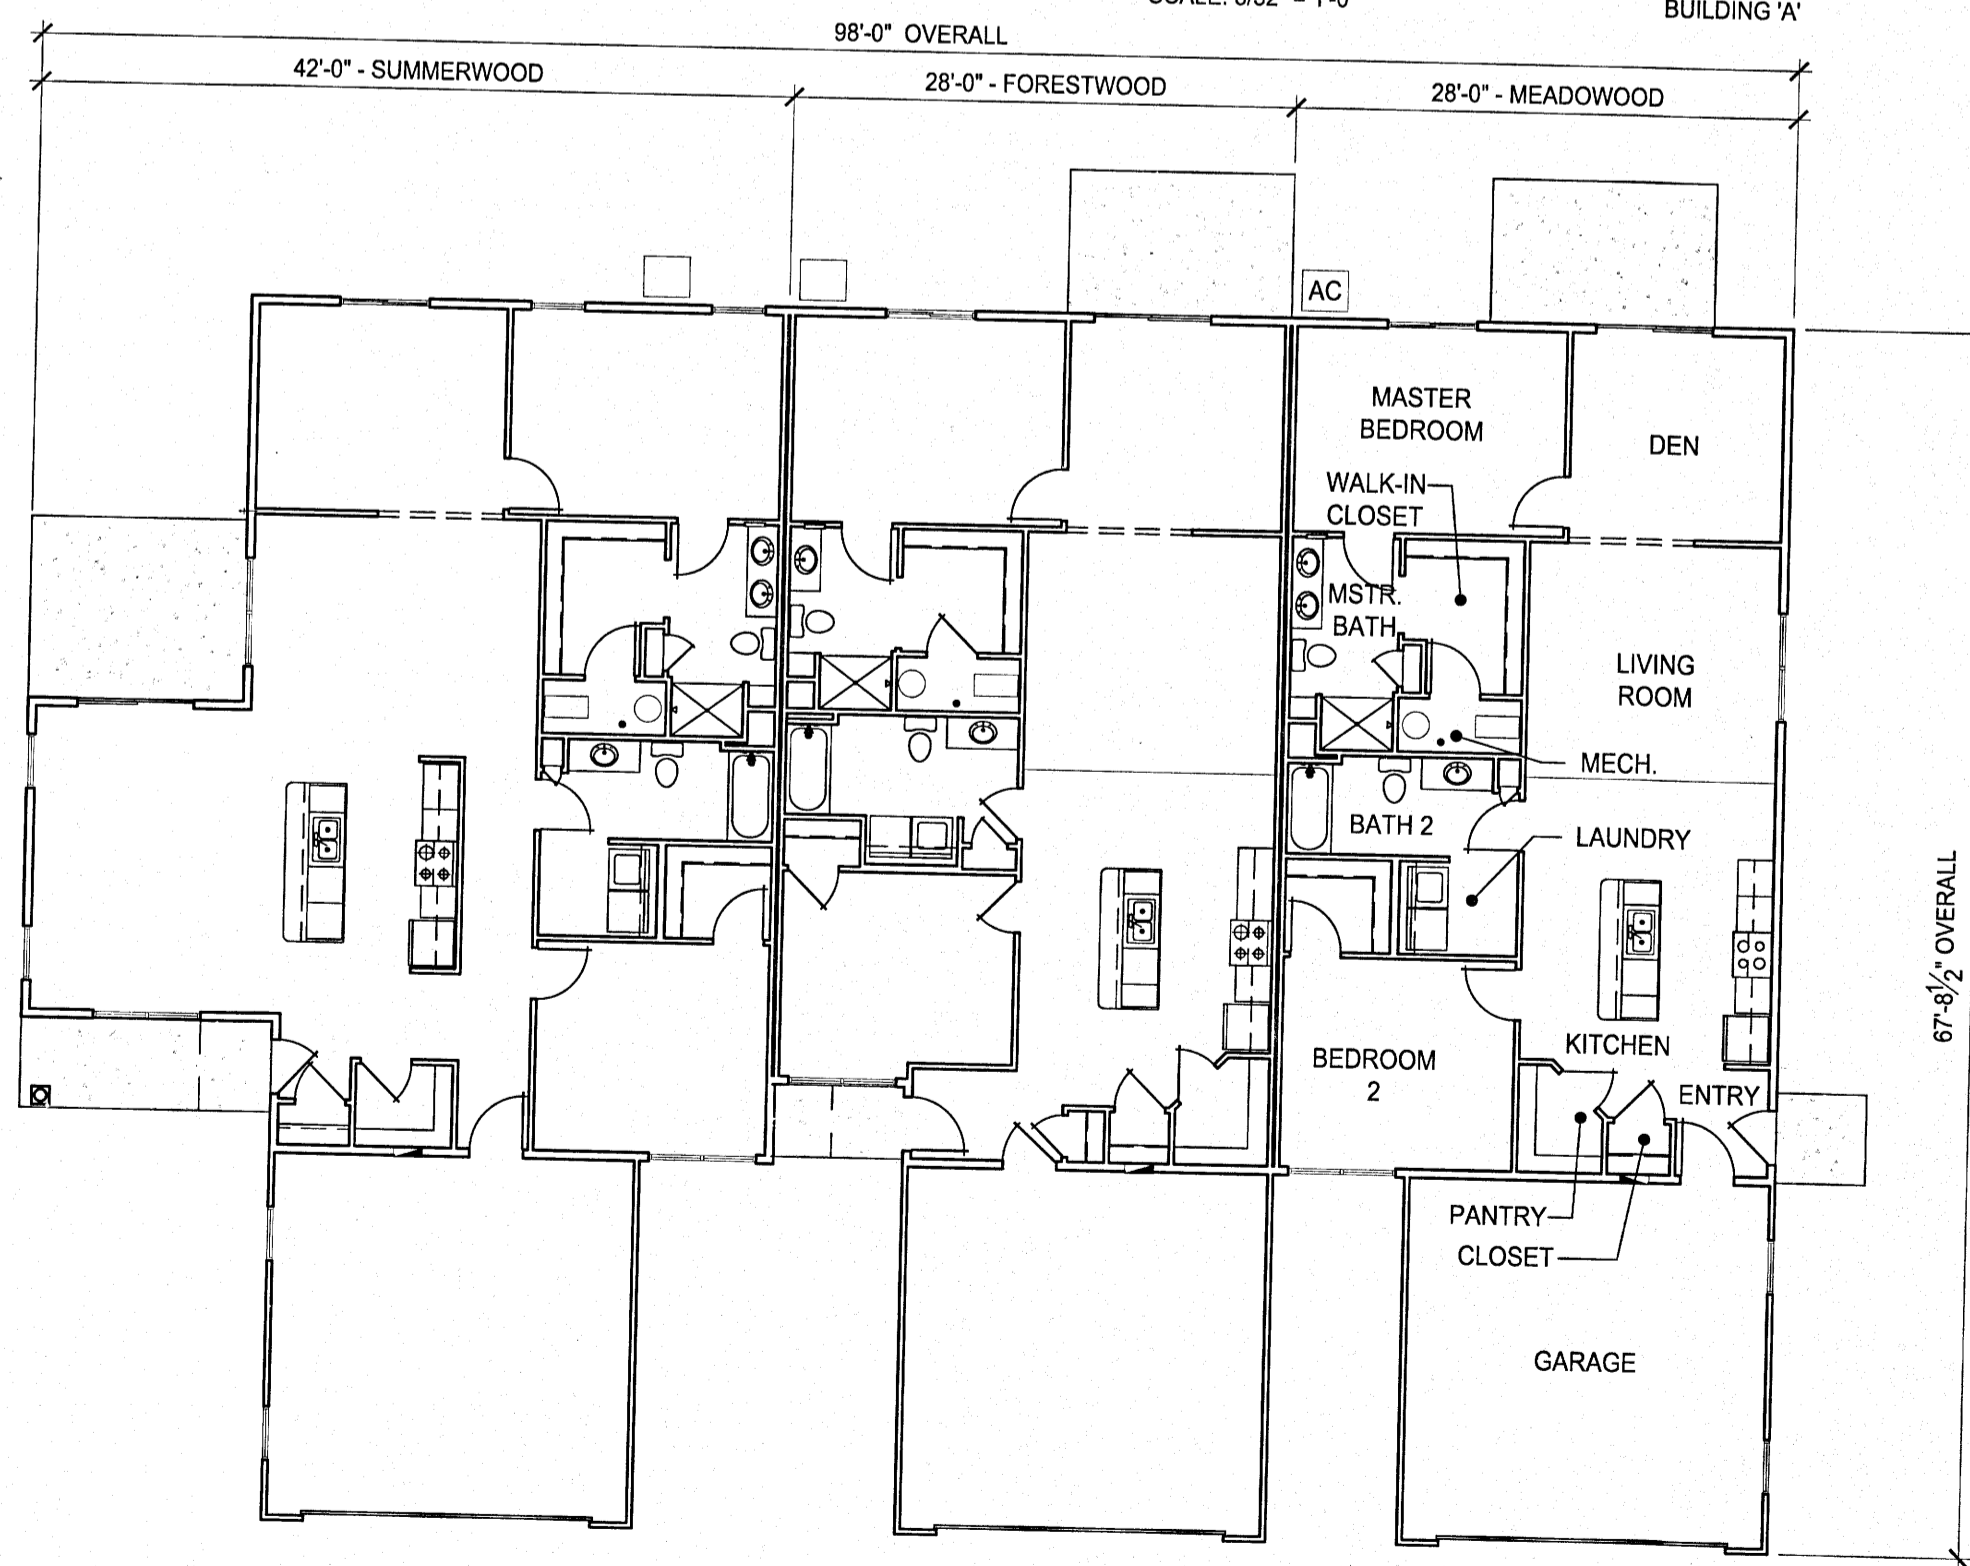 BUILDING 'A'
98'-0" OVERALL
42'-0" - SUMMERWOOD
28'-0" - FORESTWOOD
28'-0" - MEADOWOOD
AC
MASTER
BEDROOM
DEN
WALK-IN
CLOSET
MSTR.
BATH
LIVING
ROOM
MECH.
BATH 2
LAUNDRY
67'-8 1/2" OVERALL
KITCHEN
BEDROOM
2
ENTRY
PANTRY
CLOSET
GARAGE